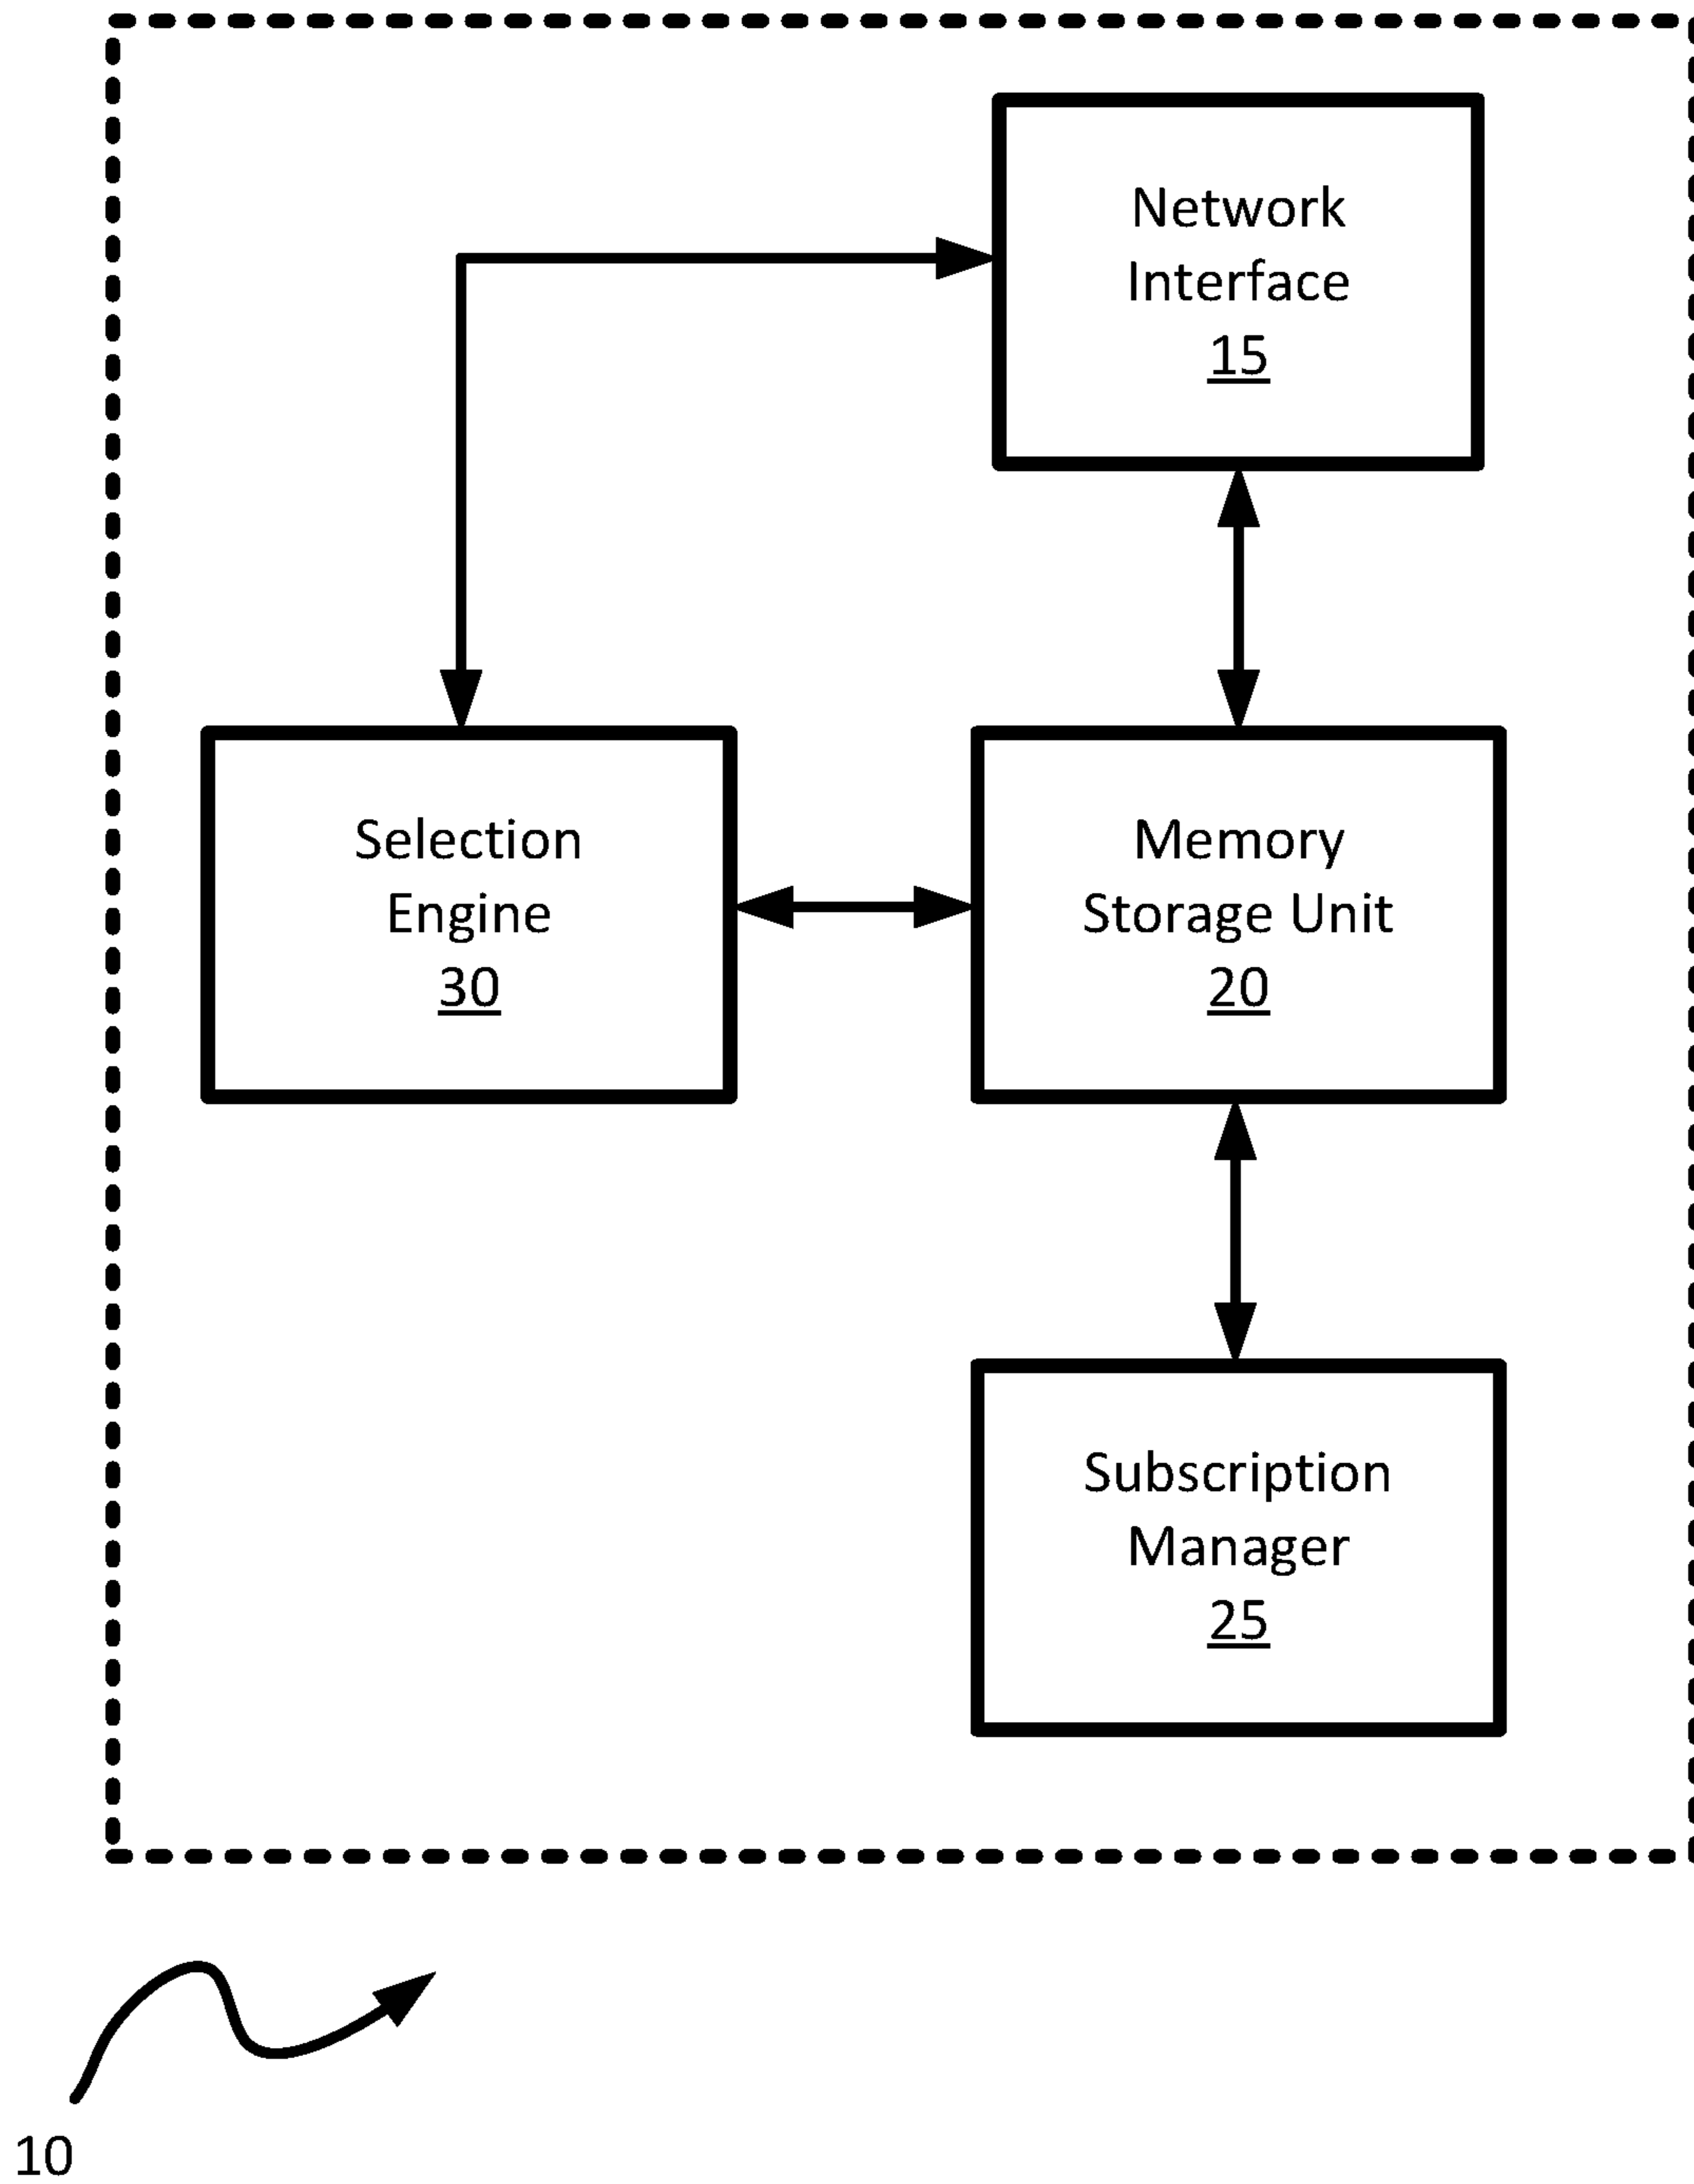 Network
Interface
15
Selection
Engine
30
Memory
Storage Unit
20
Subscription
Manager
25
10